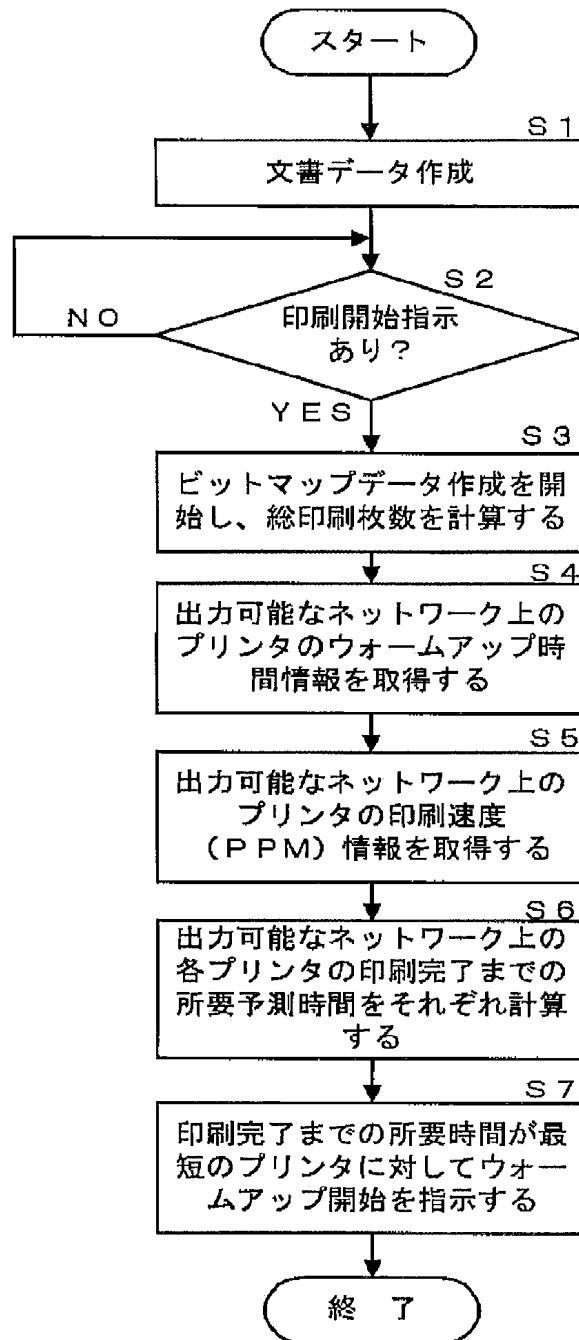 スタート
S1
文書データ作成
S2
印刷開始指示
あり？
NO
YES
S3
ビットマップデータ作成を開
始し、総印刷枚数を計算する
S4
出力可能なネットワーク上の
プリンタのウォームアップ時
間情報を取得する
S5
出力可能なネットワーク上の
プリンタの印刷速度
（PPM）情報を取得する
S6
出力可能なネットワーク上の
各プリンタの印刷完了までの
所要予測時間をそれぞれ計算
する
S7
印刷完了までの所要時間が最
短のプリンタに対してウォー
ムアップ開始を指示する
終 了